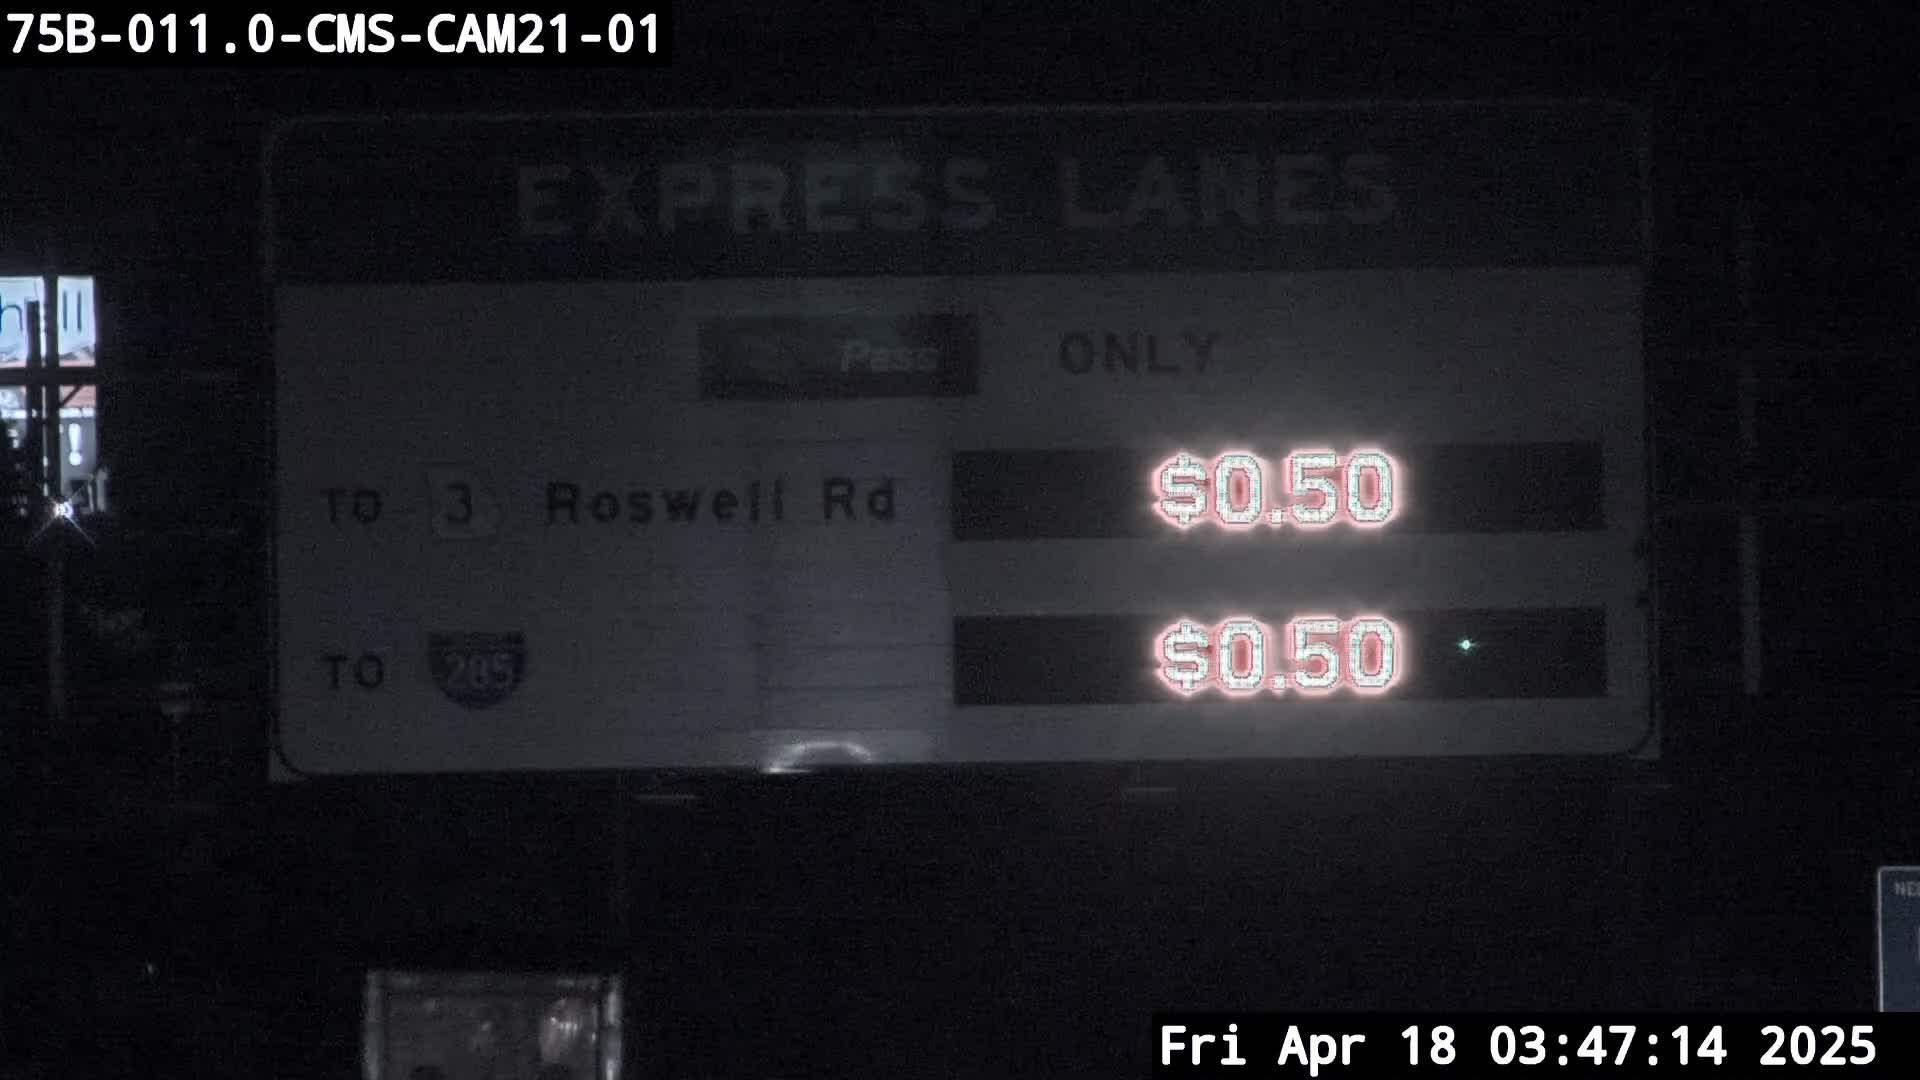 75B-011.0-CMS-CAM21-01
EXPRESS LANES
Pass ONLY
TO 3 Roswell Rd $0.50
TO 285 $0.50
Fri Apr 18 03:47:14 2025